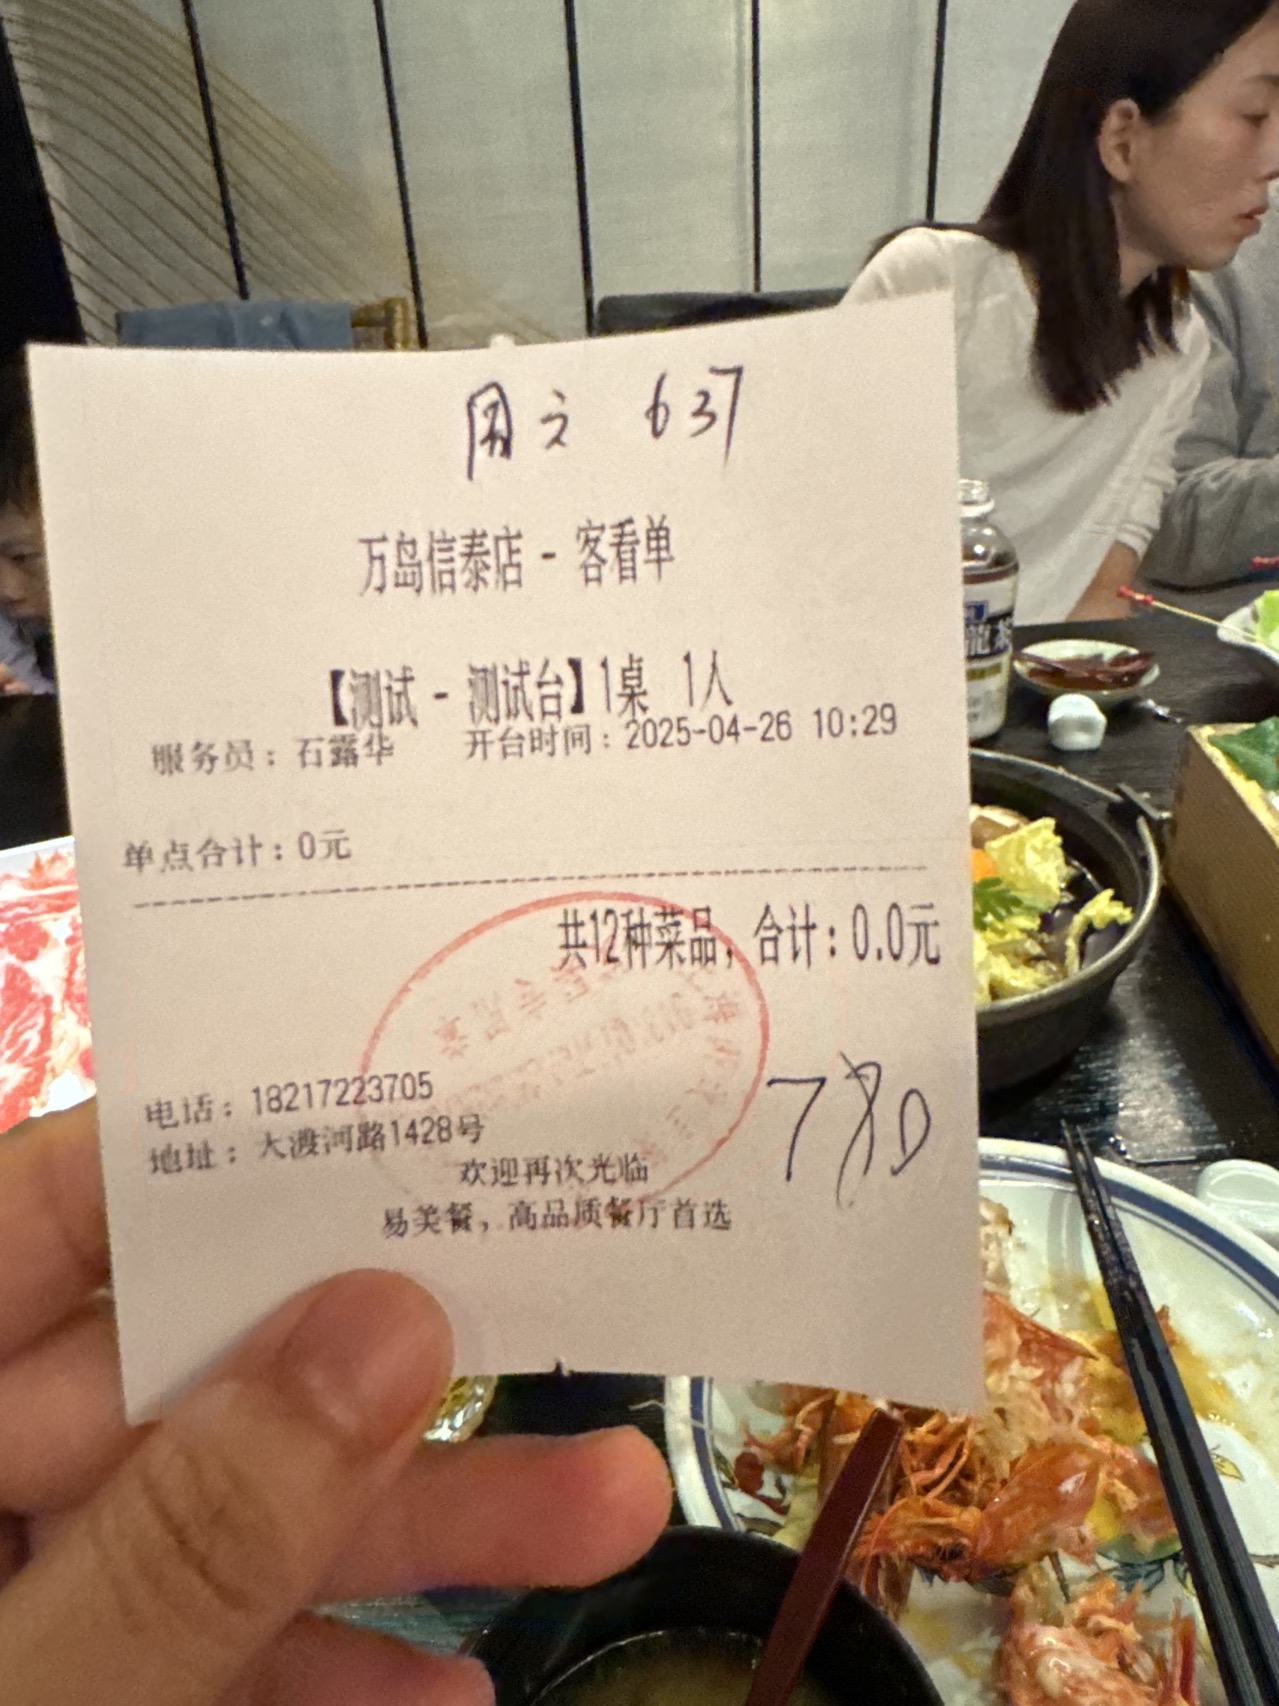 周立 637
万岛信泰店 - 客看单
【测试 - 测试台】1桌 1人
服务员：石露华 开台时间：2025-04-26 10:29
单点合计：0元
共12种菜品，合计：0.0元
电话：18217223705
地址：大渡河路1428号
欢迎再次光临
易美餐，高品质餐厅首选
780